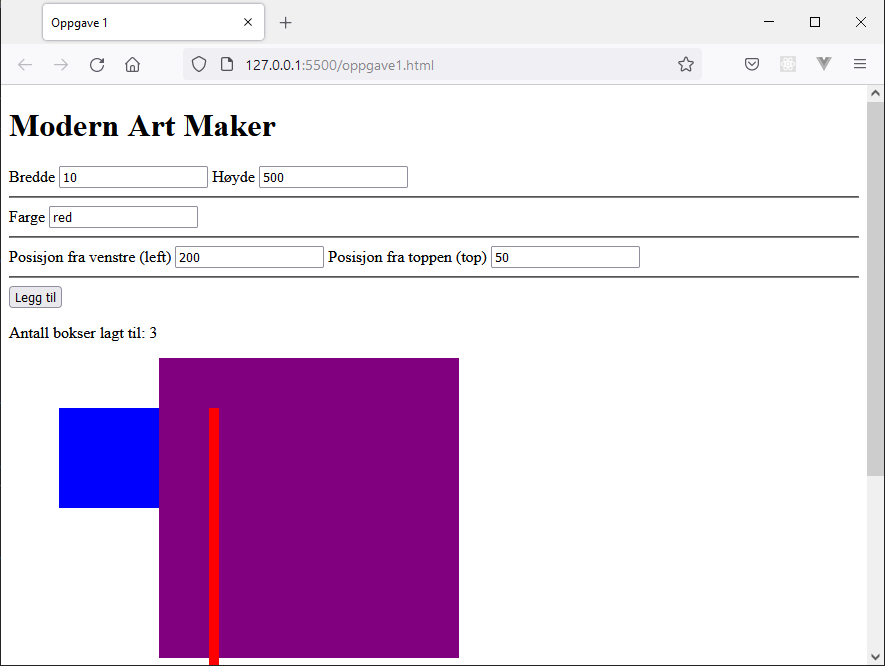 Oppgave 1
127.0.0.1:5500/oppgave1.html
Modern Art Maker
Bredde 10 Høyde 500
Farge red
Posisjon fra venstre (left) 200 Posisjon fra toppen (top) 50
Legg til
Antall bokser lagt til: 3